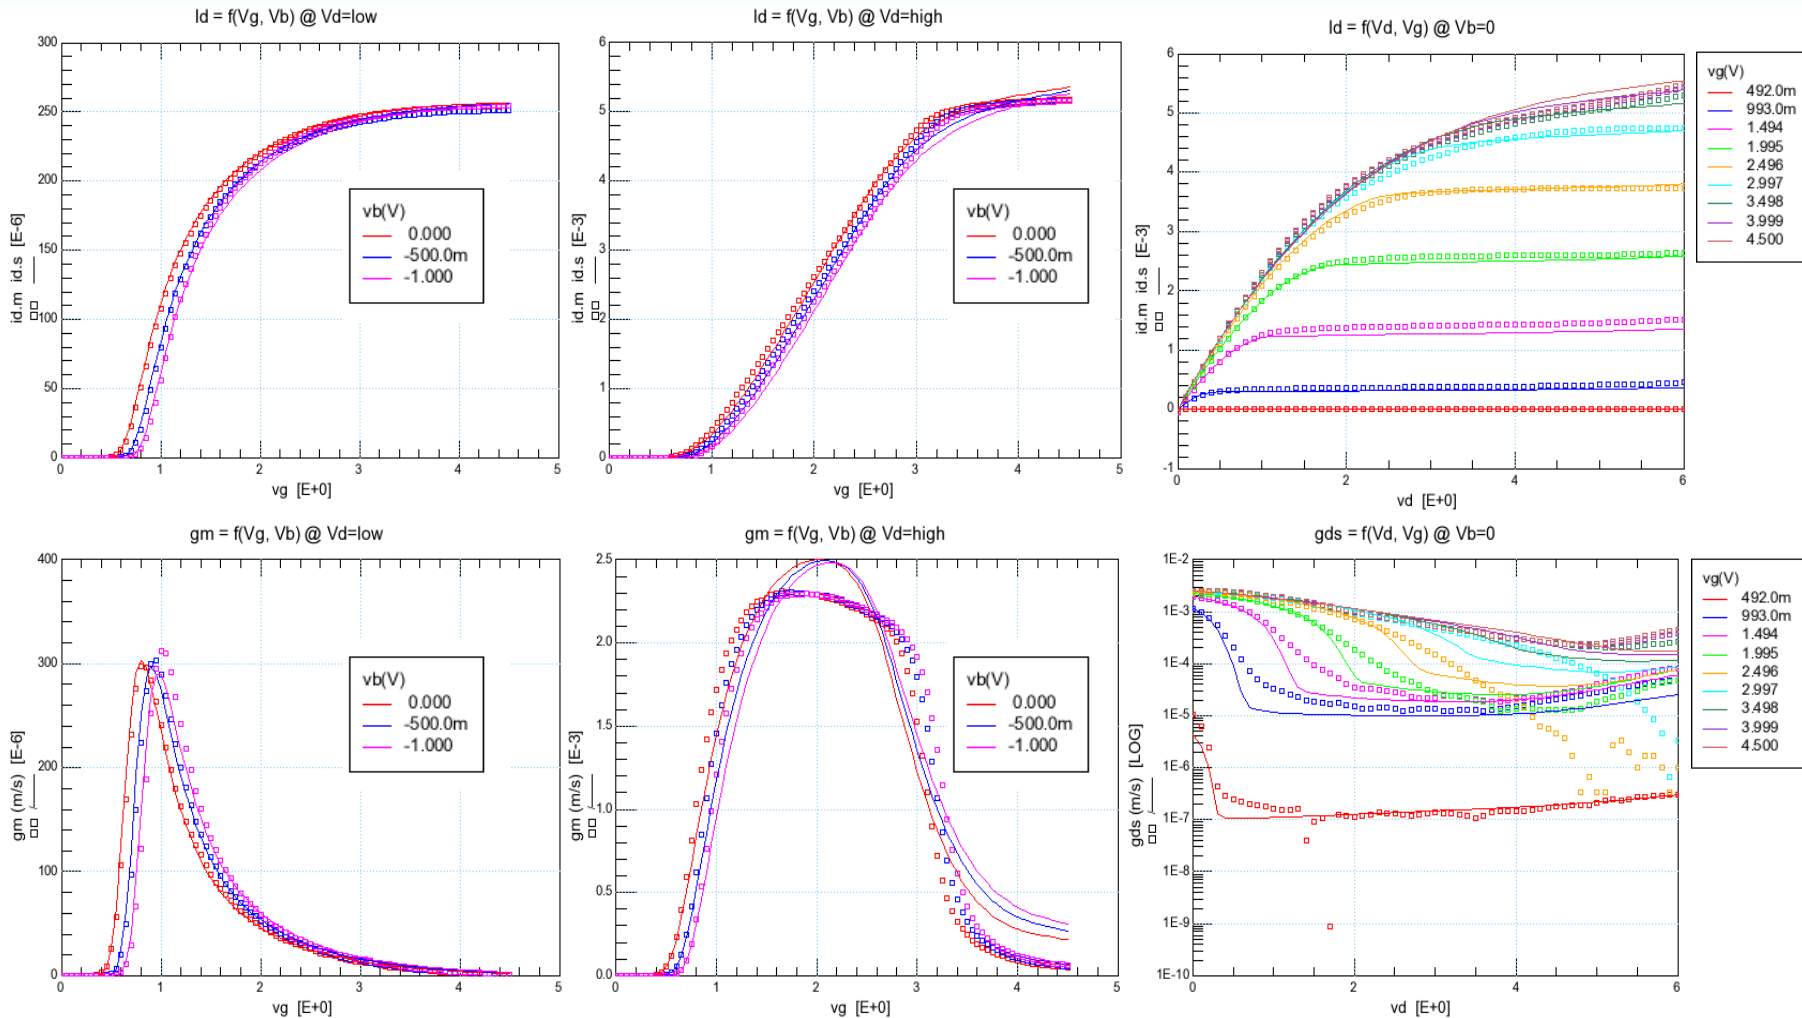 Id = f(Vg, Vb) @ Vd=low
300
250
200
150
100
50
0
id.m id.s [E-6]
0 1 2 3 4 5
vg [E+0]
vb(V)
0.000
-500.0m
-1.000
Id = f(Vg, Vb) @ Vd=high
6
5
4
3
2
1
0
id.m id.s [E-3]
0 1 2 3 4 5
vg [E+0]
vb(V)
0.000
-500.0m
-1.000
Id = f(Vd, Vg) @ Vb=0
6
5
4
3
2
1
0
-1
id.m id.s [E-3]
0 2 4 6
vd [E+0]
vg(V)
492.0m
993.0m
1.494
1.995
2.496
2.997
3.498
3.999
4.500
gm = f(Vg, Vb) @ Vd=low
400
300
200
100
0
gm (m/s) [E-6]
0 1 2 3 4 5
vg [E+0]
vb(V)
0.000
-500.0m
-1.000
gm = f(Vg, Vb) @ Vd=high
2.5
2.0
1.5
1.0
0.5
0.0
gm (m/s) [E-3]
0 1 2 3 4 5
vg [E+0]
vb(V)
0.000
-500.0m
-1.000
gds = f(Vd, Vg) @ Vb=0
1E-2
1E-3
1E-4
1E-5
1E-6
1E-7
1E-8
1E-9
1E-10
gds (m/s) [LOG]
0 2 4 6
vd [E+0]
vg(V)
492.0m
993.0m
1.494
1.995
2.496
2.997
3.498
3.999
4.500